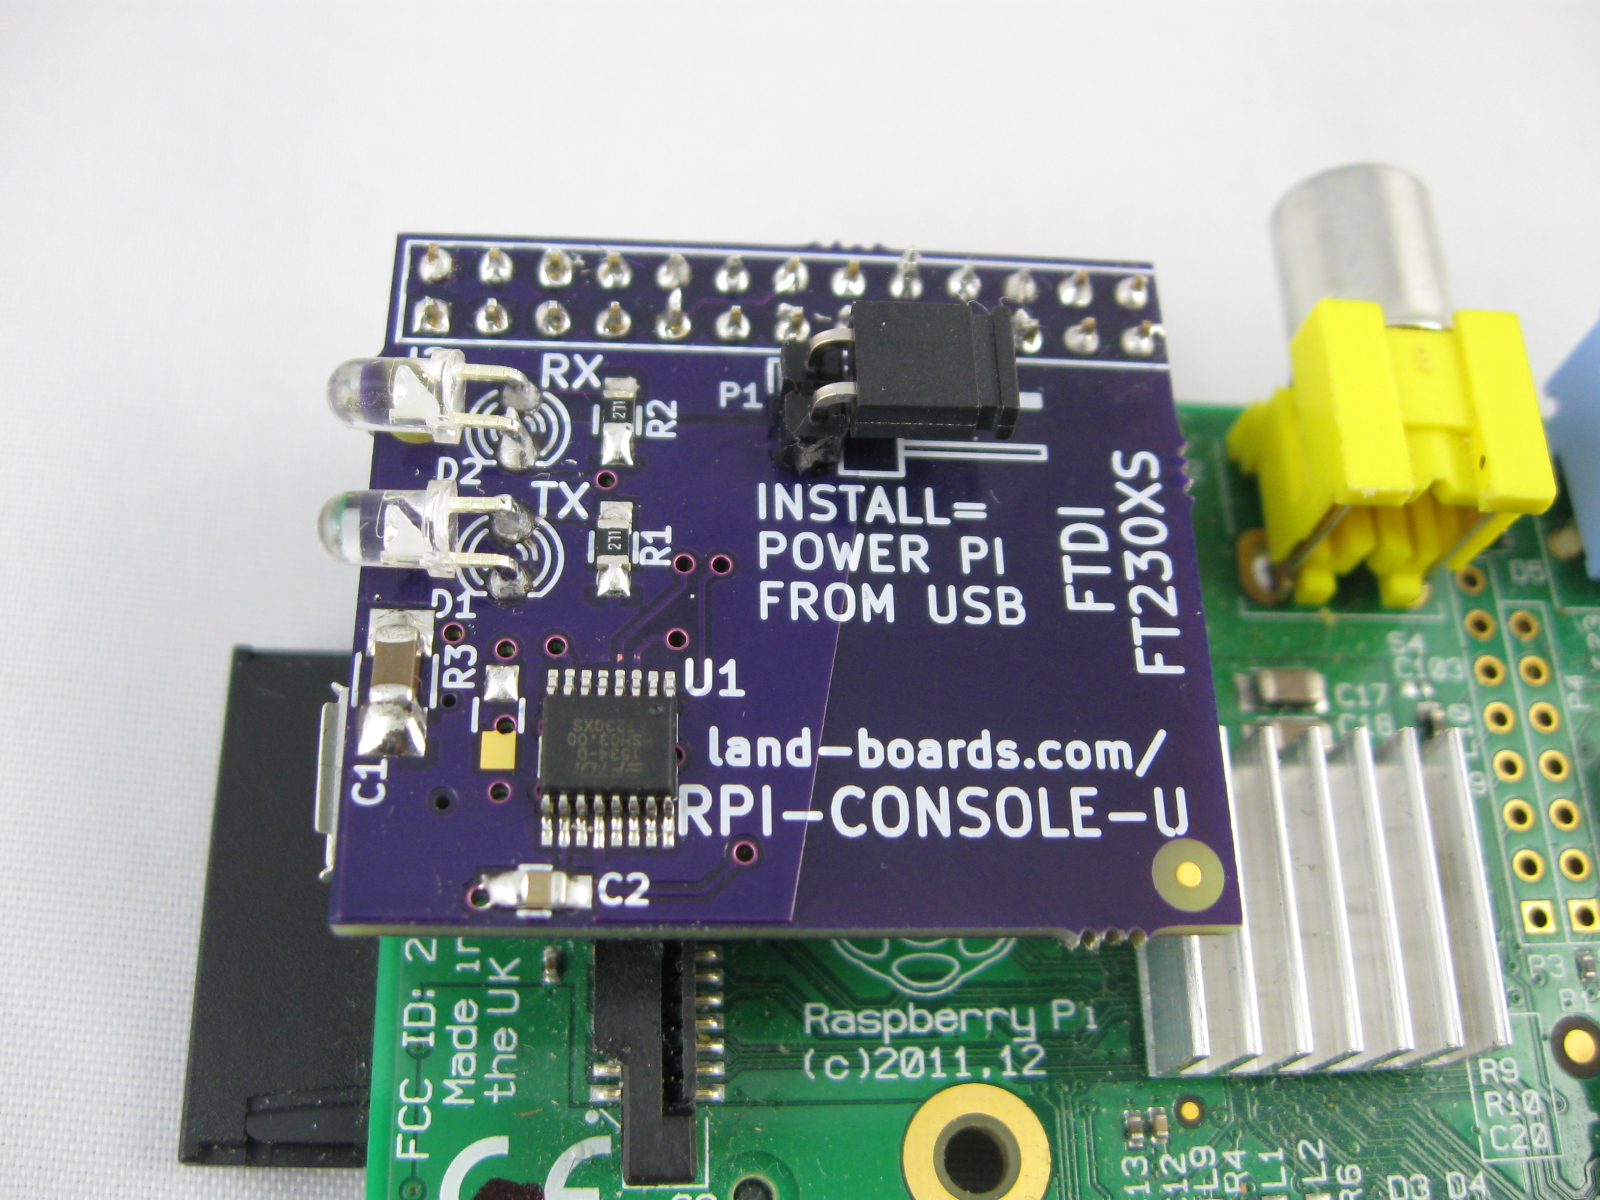 RX
R2
P1
D2
TX
R1
INSTALL=
POWER PI
FROM USB
FTDI
FT230XS
D1
R3
U1
C1
land-boards.com/
RPI-CONSOLE-U
C2
FCC ID: 2
Made in
the UK
Raspberry Pi
(c)2011,12
C103
C17
C18
R9
R10
C20
D3 D4